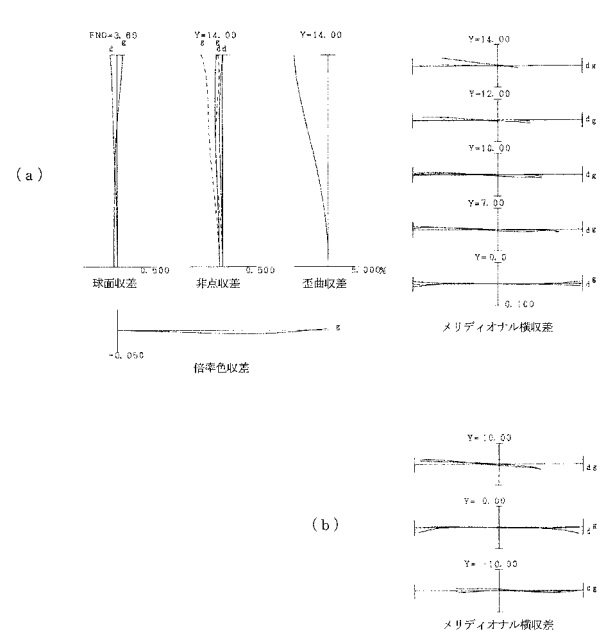 FNO=3.60 Y=14.00 Y=14.00
d g
g g
d d
(a)
0.500 0.500 5.000%
球面収差 非点収差 歪曲収差
g
-0.050
倍率色収差
Y=14.00
d g
Y=12.00
d g
Y=10.00
d g
Y=7.00
d g
Y=0.0
d g
0.100
メリディオナル横収差
(b)
Y=10.00
d g
Y= 0.00
d g
Y= -10.00
d g
メリディオナル横収差